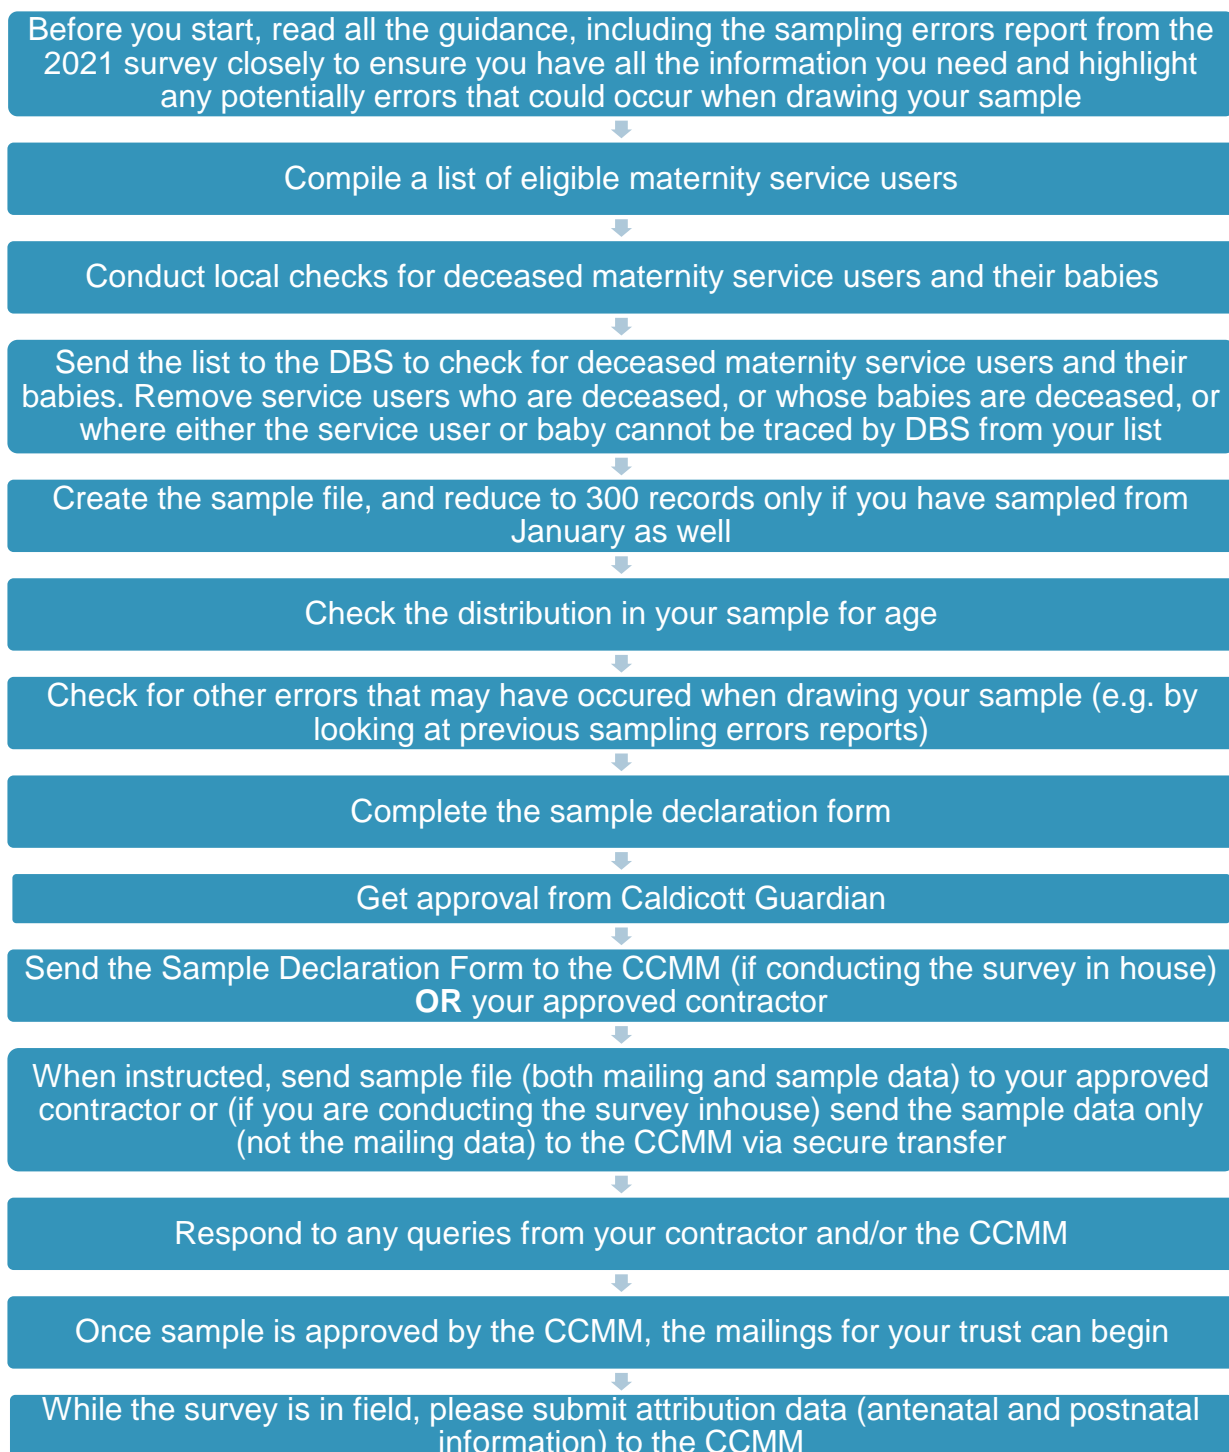 Before you start, read all the guidance, including the sampling errors report from the
2021 survey closely to ensure you have all the information you need and highlight
any potentially errors that could occur when drawing your sample
Compile a list of eligible maternity service users
Conduct local checks for deceased maternity service users and their babies
Send the list to the DBS to check for deceased maternity service users and their
babies. Remove service users who are deceased, or whose babies are deceased, or
where either the service user or baby cannot be traced by DBS from your list
Create the sample file, and reduce to 300 records only if you have sampled from
January as well
Check the distribution in your sample for age
Check for other errors that may have occured when drawing your sample (e.g. by
looking at previous sampling errors reports)
Complete the sample declaration form
Get approval from Caldicott Guardian
Send the Sample Declaration Form to the CCMM (if conducting the survey in house)
OR your approved contractor
When instructed, send sample file (both mailing and sample data) to your approved
contractor or (if you are conducting the survey inhouse) send the sample data only
(not the mailing data) to the CCMM via secure transfer
Respond to any queries from your contractor and/or the CCMM
Once sample is approved by the CCMM, the mailings for your trust can begin
While the survey is in field, please submit attribution data (antenatal and postnatal
information) to the CCMM